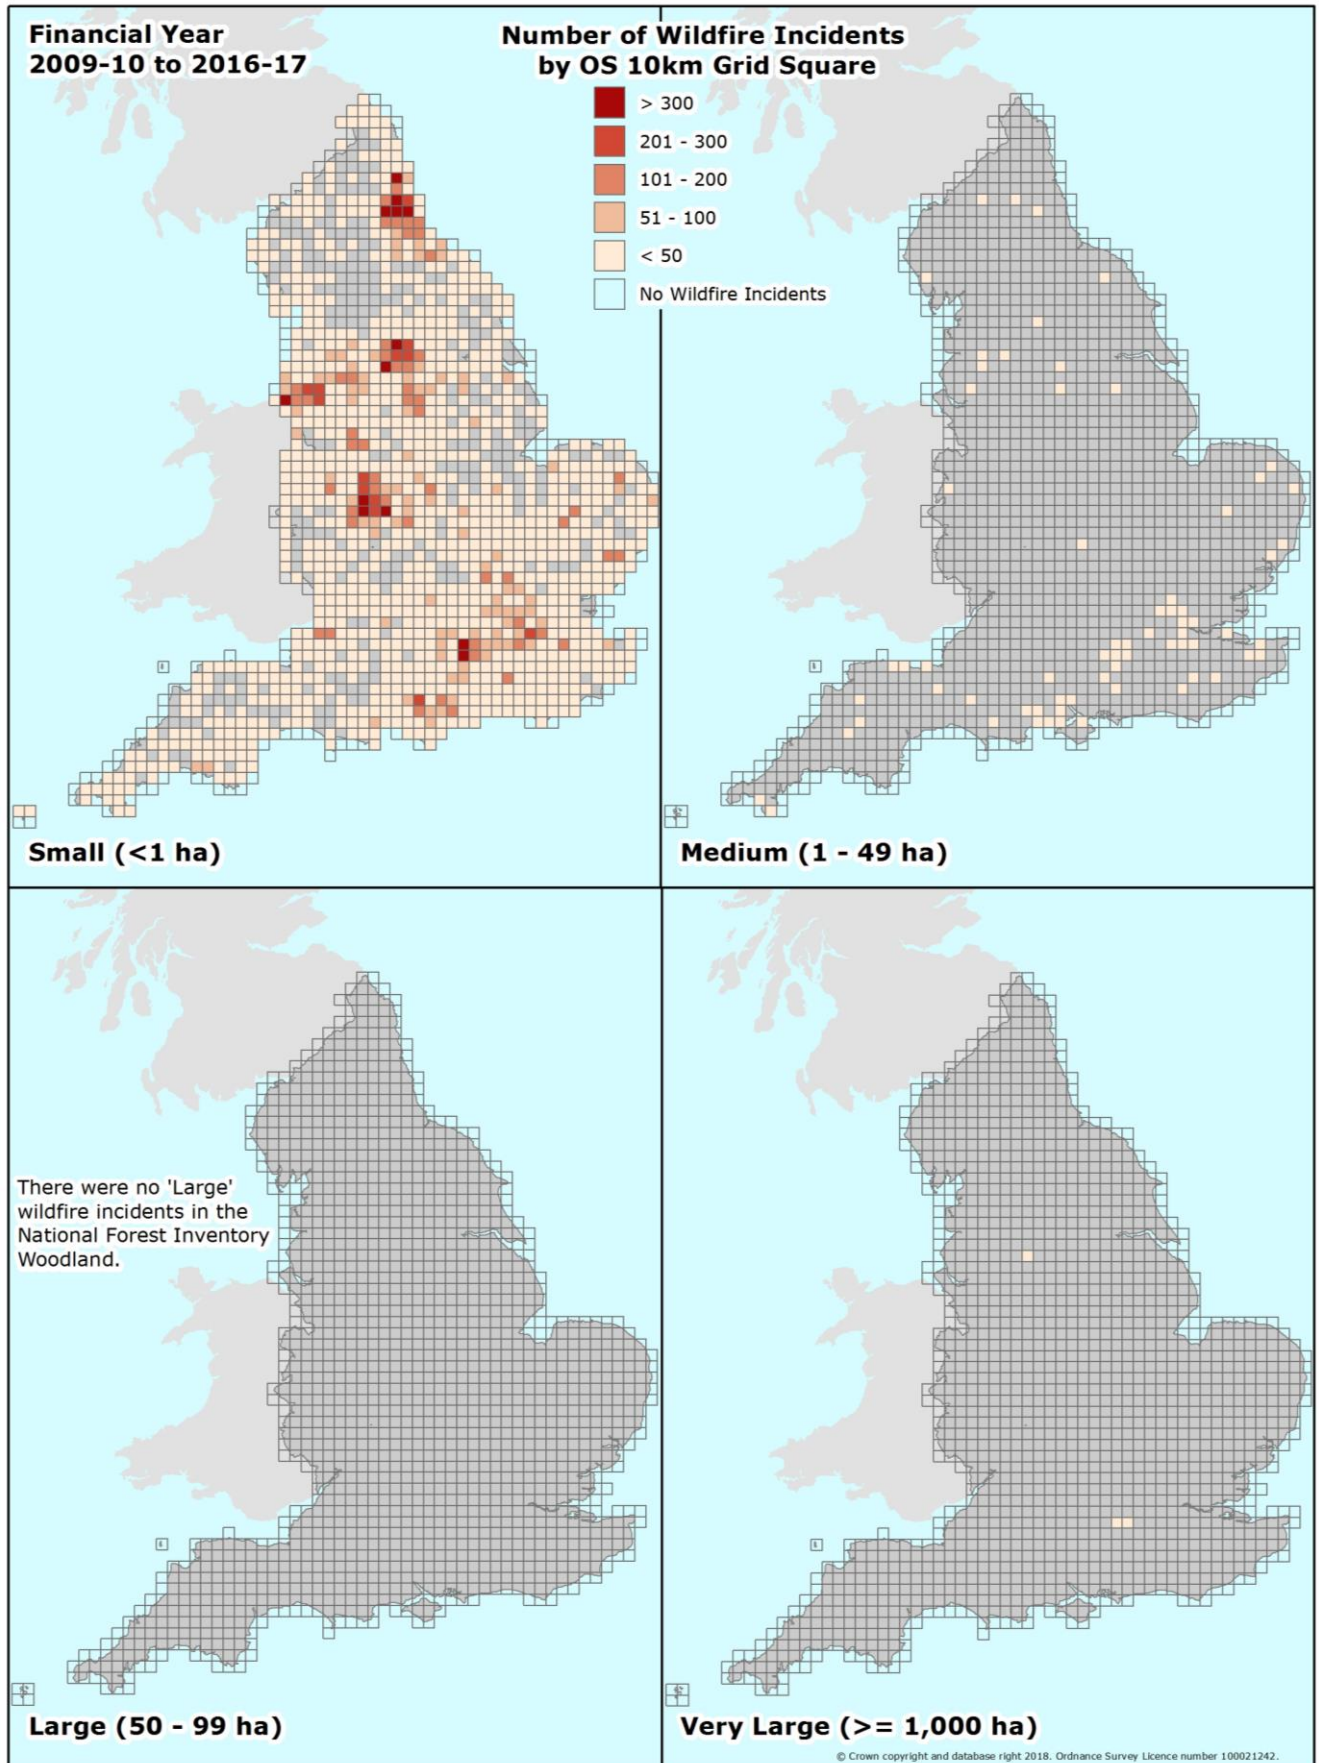 Financial Year
2009-10 to 2016-17
Number of Wildfire Incidents
by OS 10km Grid Square
> 300
201 - 300
101 - 200
51 - 100
< 50
No Wildfire Incidents
Small (<1 ha)
Medium (1 - 49 ha)
There were no 'Large'
wildfire incidents in the
National Forest Inventory
Woodland.
Large (50 - 99 ha)
Very Large (>= 1,000 ha)
© Crown copyright and database right 2018. Ordnance Survey Licence number 100021242.